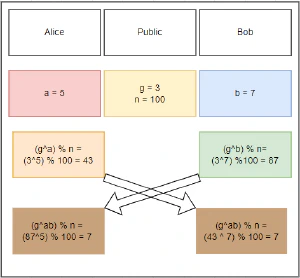 Alice
Public
Bob
a = 5
g = 3
n = 100
b = 7
(g^a) % n =
(3^5) % 100 = 43
(g^b) % n=
(3^7) %100 = 87
(g^ab) % n =
(87^5) % 100 = 7
(g^ab) % n =
(43 ^ 7) % 100 = 7